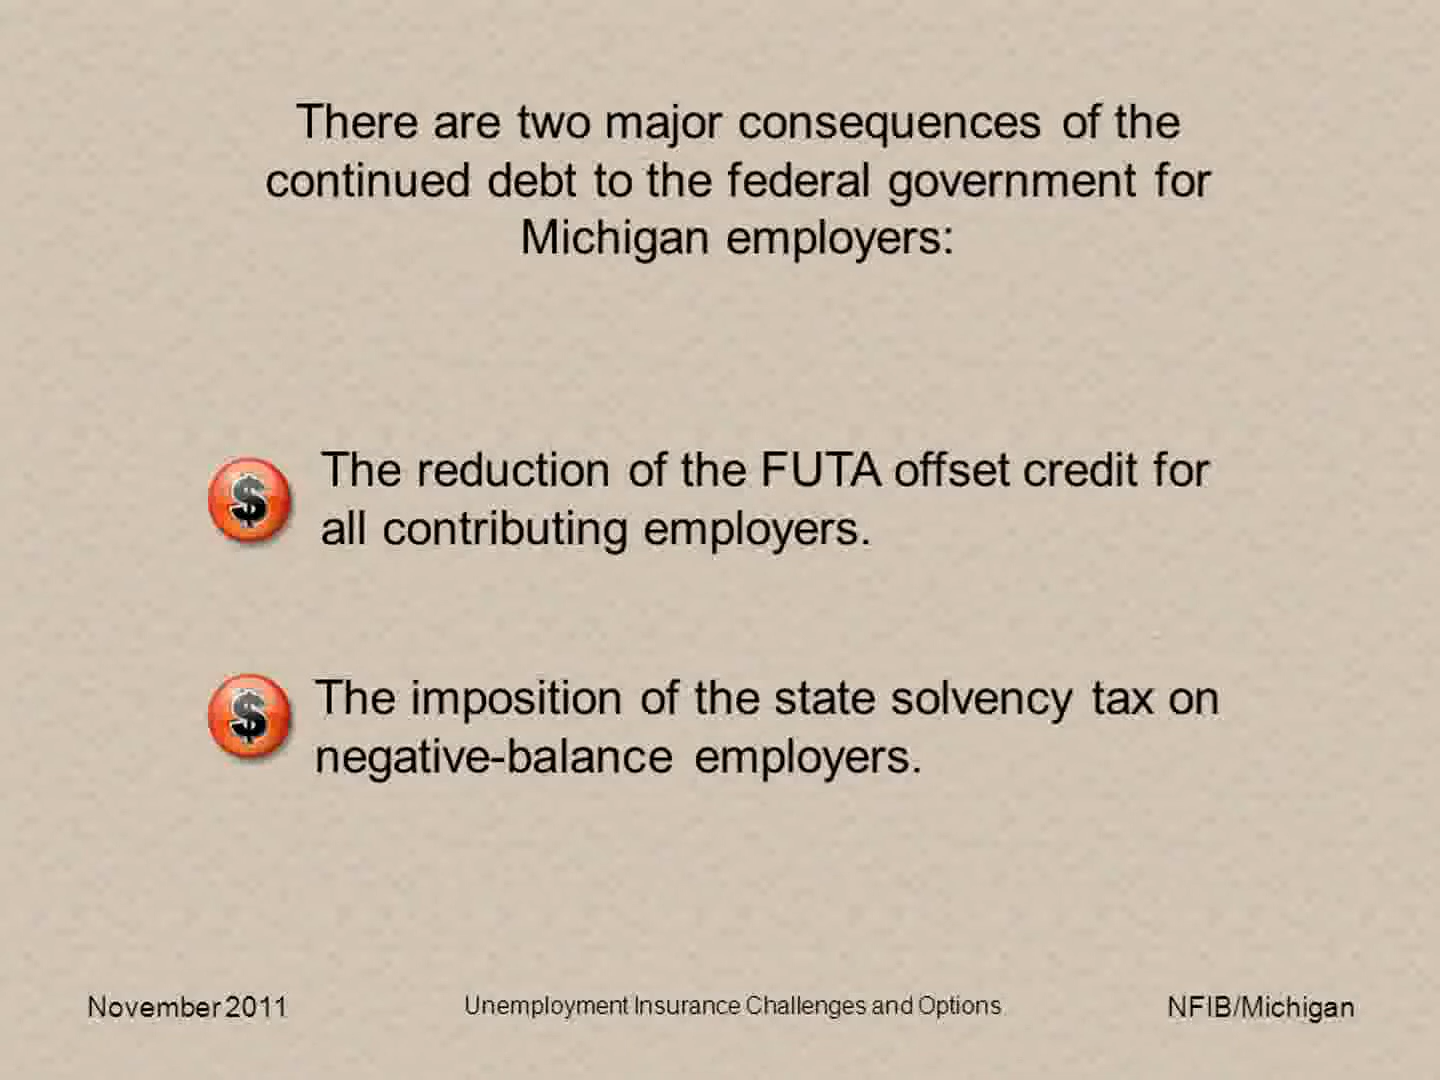 There are two major consequences of the
continued debt to the federal government for
Michigan employers:
$
The reduction of the FUTA offset credit for
all contributing employers.
$
The imposition of the state solvency tax on
negative-balance employers.
November 2011
Unemployment Insurance Challenges and Options
NFIB/Michigan